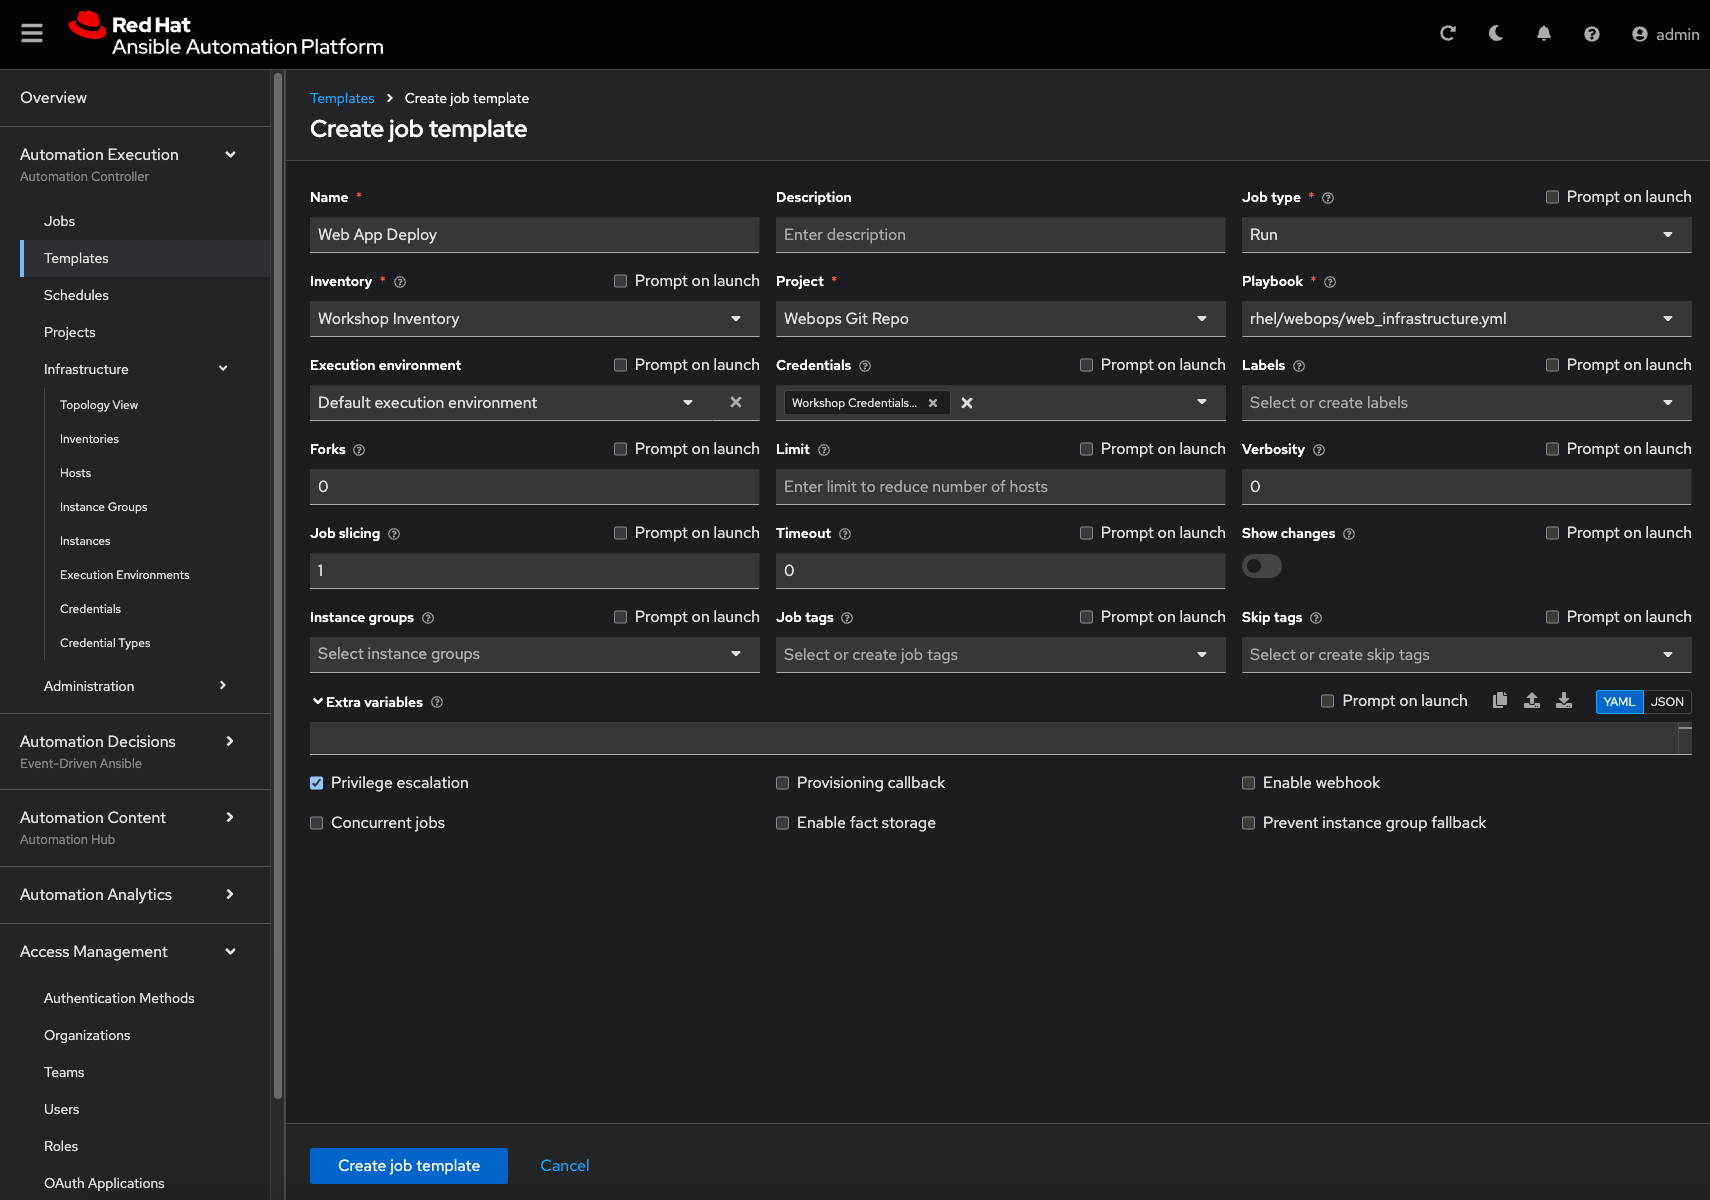 Red Hat
Ansible Automation Platform
admin
Overview
Automation Execution
Automation Controller
Jobs
Templates
Schedules
Projects
Infrastructure
Topology View
Inventories
Hosts
Instance Groups
Instances
Execution Environments
Credentials
Credential Types
Administration
Automation Decisions
Event-Driven Ansible
Automation Content
Automation Hub
Automation Analytics
Access Management
Authentication Methods
Organizations
Teams
Users
Roles
OAuth Applications
Templates > Create job template
Create job template
Name *
Web App Deploy
Description
Enter description
Job type * Prompt on launch
Run
Inventory * Prompt on launch
Workshop Inventory
Project *
Webops Git Repo
Playbook *
rhel/webops/web_infrastructure.yml
Execution environment Prompt on launch
Default execution environment
Credentials Prompt on launch
Workshop Credentials...
Labels Prompt on launch
Select or create labels
Forks Prompt on launch
0
Limit Prompt on launch
Enter limit to reduce number of hosts
Verbosity Prompt on launch
0
Job slicing Prompt on launch
1
Timeout Prompt on launch
0
Show changes Prompt on launch
Instance groups Prompt on launch
Select instance groups
Job tags Prompt on launch
Select or create job tags
Skip tags Prompt on launch
Select or create skip tags
Extra variables Prompt on launch YAML JSON
Privilege escalation
Provisioning callback
Enable webhook
Concurrent jobs
Enable fact storage
Prevent instance group fallback
Create job template
Cancel